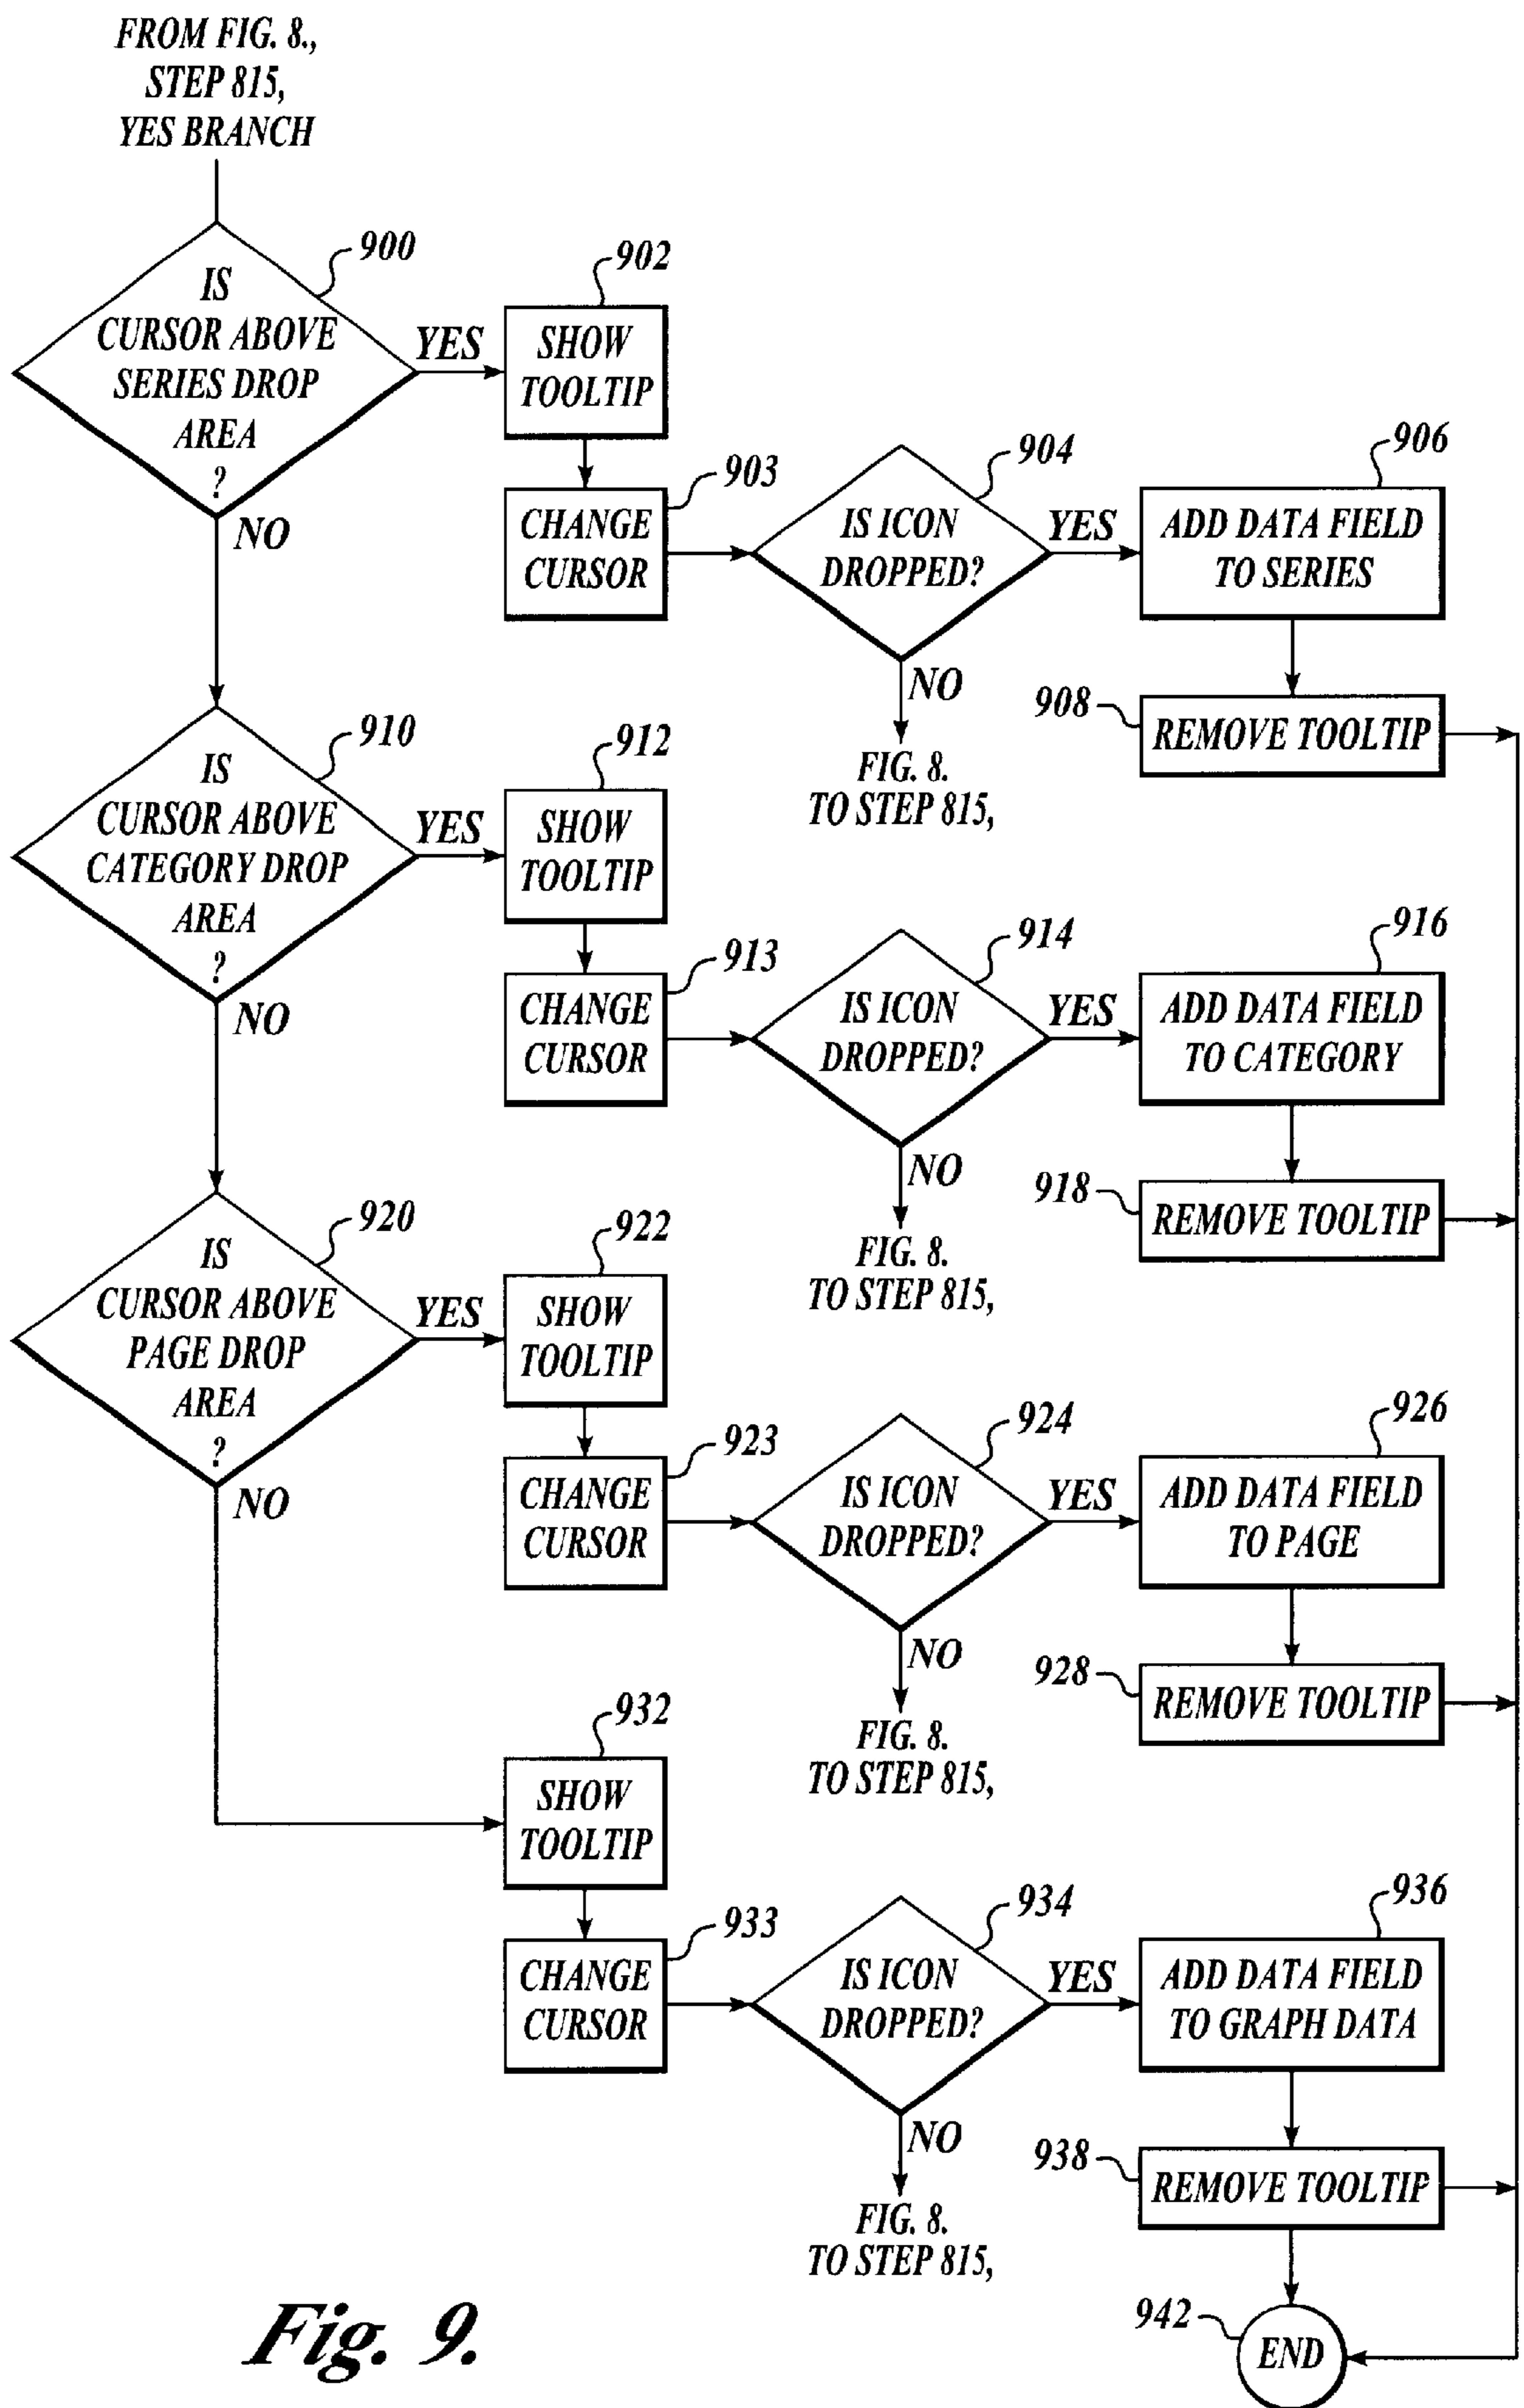 FROM FIG. 8.,
STEP 815,
YES BRANCH
900
IS
CURSOR ABOVE
SERIES DROP
AREA
?
YES
NO
902
SHOW
TOOLTIP
903
CHANGE
CURSOR
904
IS ICON
DROPPED?
YES
NO
FIG. 8.
TO STEP 815,
906
ADD DATA FIELD
TO SERIES
908
REMOVE TOOLTIP
910
IS
CURSOR ABOVE
CATEGORY DROP
AREA
?
YES
NO
912
SHOW
TOOLTIP
913
CHANGE
CURSOR
914
IS ICON
DROPPED?
YES
NO
FIG. 8.
TO STEP 815,
916
ADD DATA FIELD
TO CATEGORY
918
REMOVE TOOLTIP
920
IS
CURSOR ABOVE
PAGE DROP
AREA
?
YES
NO
922
SHOW
TOOLTIP
923
CHANGE
CURSOR
924
IS ICON
DROPPED?
YES
NO
FIG. 8.
TO STEP 815,
926
ADD DATA FIELD
TO PAGE
928
REMOVE TOOLTIP
932
SHOW
TOOLTIP
933
CHANGE
CURSOR
934
IS ICON
DROPPED?
YES
NO
FIG. 8.
TO STEP 815,
936
ADD DATA FIELD
TO GRAPH DATA
938
REMOVE TOOLTIP
942
END
Fig. 9.